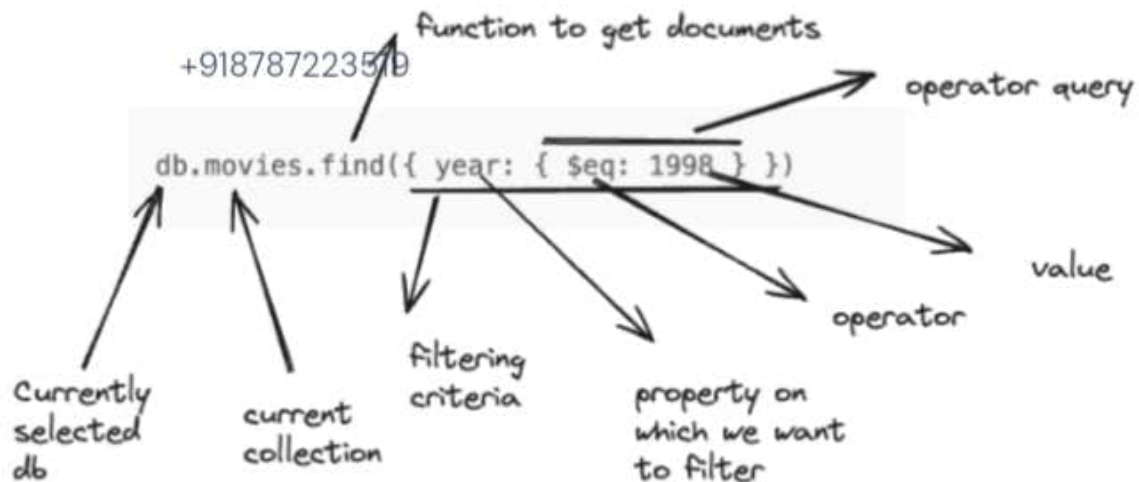 function to get documents
+918787223519
operator query
db.movies.find({ year: { $eq: 1998 } })
value
operator
filtering
criteria
property on
which we want
to filter
Currently
selected
db
current
collection